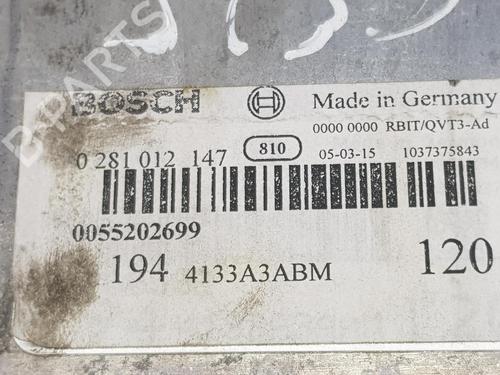 BOSCH
Made in Germany
0000 0000 RBIT/QVT3-Ad
0 281 012 147
810
05-03-15
1037375843
0055202699
194
4133A3ABM
120
B-PARTS